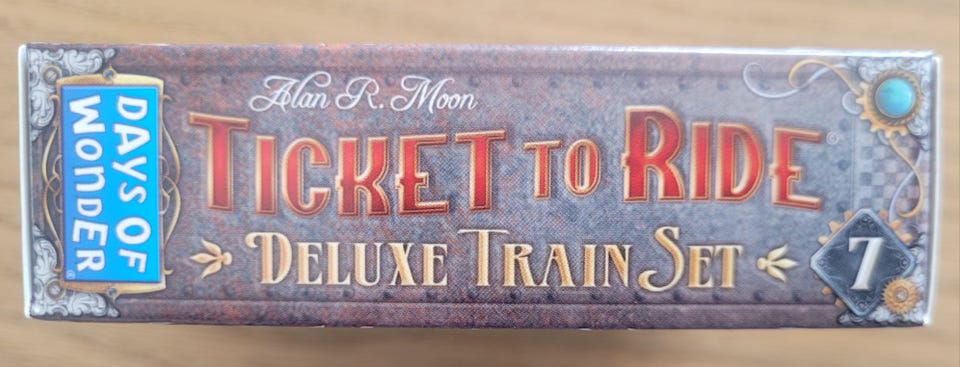 DAYS OF
WONDER®
Alan R. Moon
TICKET TO RIDE®
DELUXE TRAIN SET
7